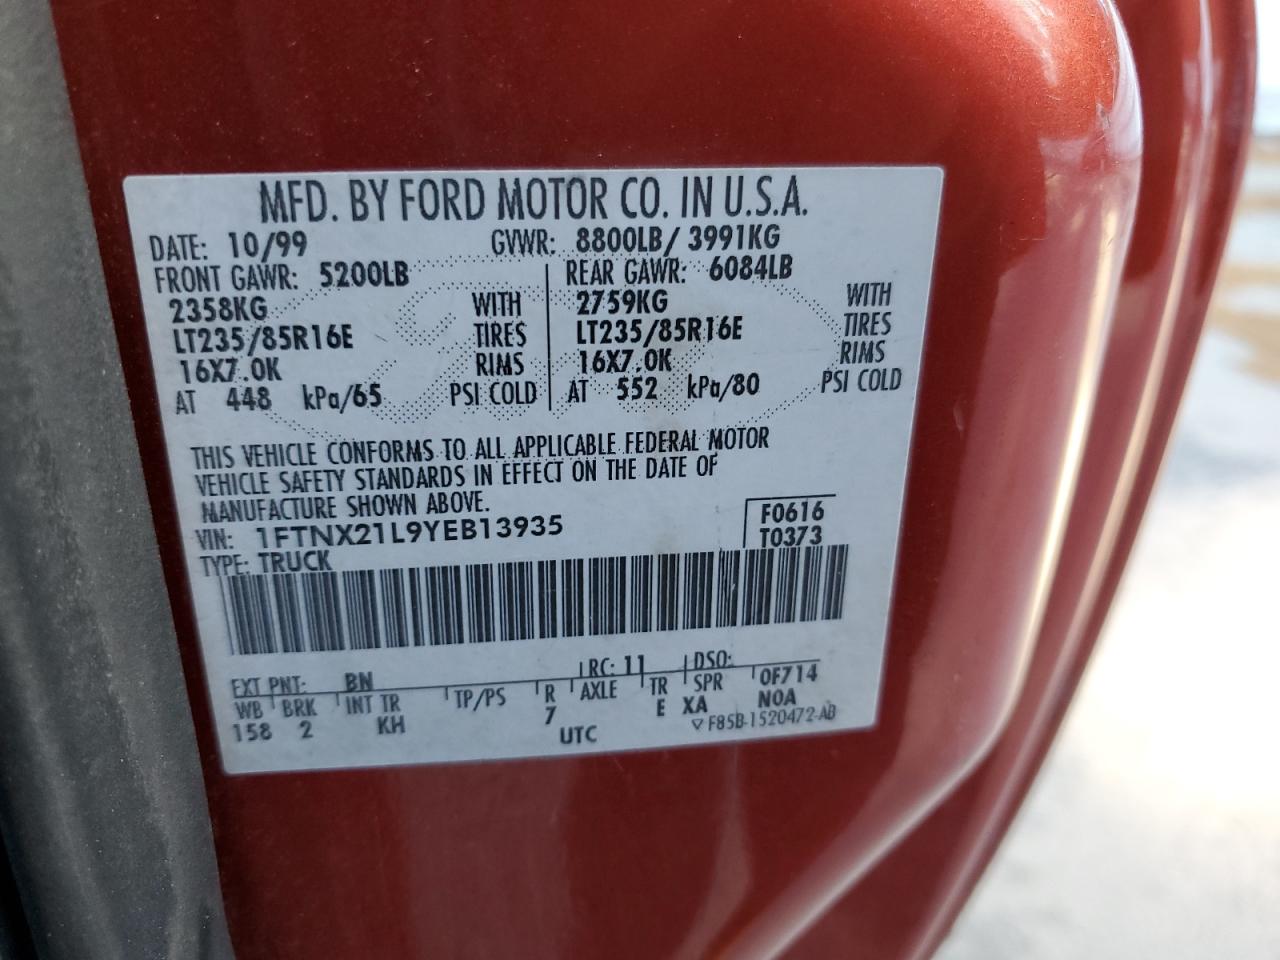 MFD. BY FORD MOTOR CO. IN U.S.A.
DATE: 10/99 GVWR: 8800LB/ 3991KG
FRONT GAWR: 5200LB REAR GAWR: 6084LB
2358KG WITH 2759KG WITH
LT235/85R16E TIRES LT235/85R16E TIRES
16X7.0K RIMS 16X7.0K RIMS
AT 448 kPa/65 PSI COLD AT 552 kPa/80 PSI COLD
THIS VEHICLE CONFORMS TO ALL APPLICABLE FEDERAL MOTOR
VEHICLE SAFETY STANDARDS IN EFFECT ON THE DATE OF
MANUFACTURE SHOWN ABOVE.
VIN: 1FTNX21L9YEB13935 F0616
TYPE: TRUCK T0373
EXT PNT: BN RC: 11 DSO:
WB BRK INT TR TP/PS R AXLE TR SPR 0F714
158 2 KH 7 E XA N0A
UTC ▽F85B-1520472-AB